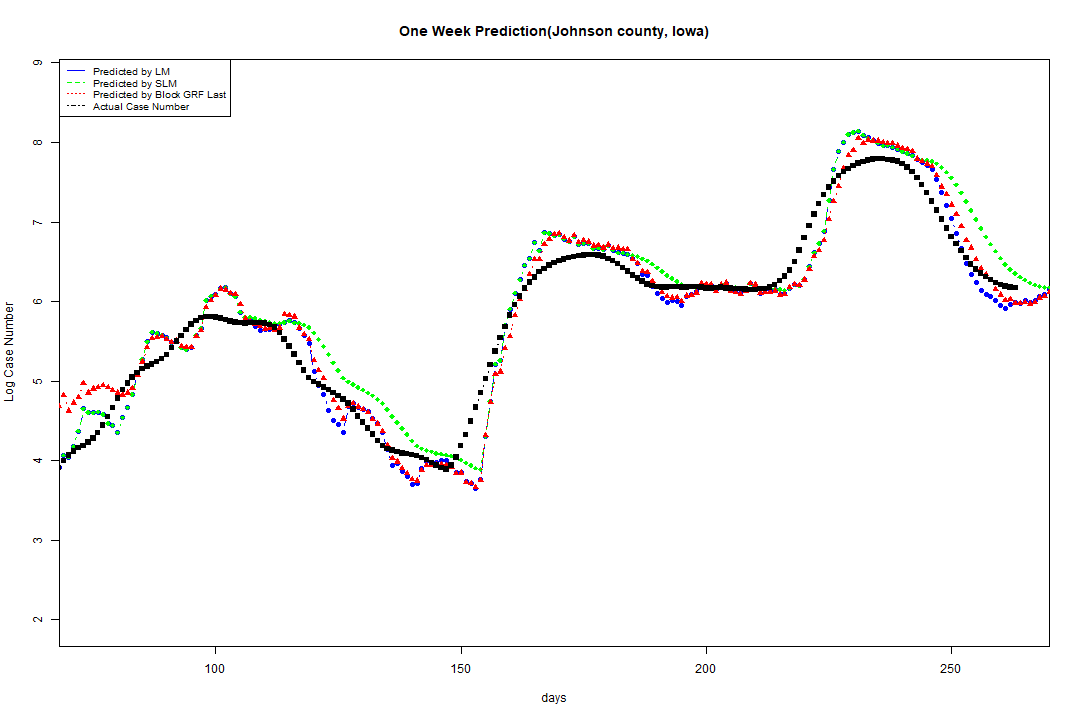 One Week Prediction(Johnson county, Iowa)
Predicted by LM
Predicted by SLM
Predicted by Block GRF Last
Actual Case Number
Log Case Number
9
8
7
6
5
4
3
2
100 150 200 250
days